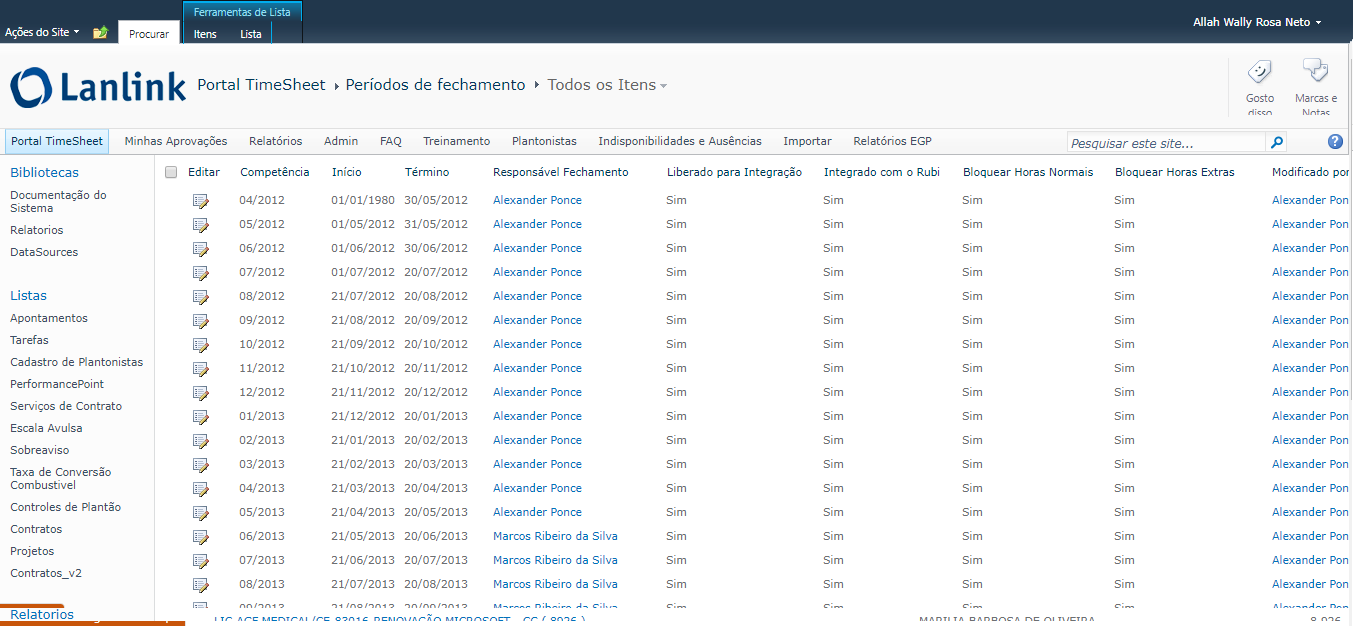 Ferramentas de Lista
Ações do Site
Procurar
Itens
Lista
Allah Wally Rosa Neto
Lanlink
Portal TimeSheet
Períodos de fechamento
Todos os Itens
Gosto disso
Marcas e Notas
Portal TimeSheet Minhas Aprovações Relatórios Admin FAQ Treinamento Plantonistas Indisponibilidades e Ausências Importar Relatórios EGP
Pesquisar este site...
Bibliotecas
Documentação do
Sistema
Relatorios
DataSources
Listas
Apontamentos
Tarefas
Cadastro de Plantonistas
PerformancePoint
Serviços de Contrato
Escala Avulsa
Sobreaviso
Taxa de Conversão
Combustivel
Controles de Plantão
Contratos
Projetos
Contratos_v2
Relatorios
Editar Competência Início Término Responsável Fechamento Liberado para Integração Integrado com o Rubi Bloquear Horas Normais Bloquear Horas Extras Modificado por
04/2012 01/01/1980 30/05/2012 Alexander Ponce Sim Sim Sim Sim Alexander Pon
05/2012 01/05/2012 31/05/2012 Alexander Ponce Sim Sim Sim Sim Alexander Pon
06/2012 01/06/2012 30/06/2012 Alexander Ponce Sim Sim Sim Sim Alexander Pon
07/2012 01/07/2012 20/07/2012 Alexander Ponce Sim Sim Sim Sim Alexander Pon
08/2012 21/07/2012 20/08/2012 Alexander Ponce Sim Sim Sim Sim Alexander Pon
09/2012 21/08/2012 20/09/2012 Alexander Ponce Sim Sim Sim Sim Alexander Pon
10/2012 21/09/2012 20/10/2012 Alexander Ponce Sim Sim Sim Sim Alexander Pon
11/2012 21/10/2012 20/11/2012 Alexander Ponce Sim Sim Sim Sim Alexander Pon
12/2012 21/11/2012 20/12/2012 Alexander Ponce Sim Sim Sim Sim Alexander Pon
01/2013 21/12/2012 20/01/2013 Alexander Ponce Sim Sim Sim Sim Alexander Pon
02/2013 21/01/2013 20/02/2013 Alexander Ponce Sim Sim Sim Sim Alexander Pon
03/2013 21/02/2013 20/03/2013 Alexander Ponce Sim Sim Sim Sim Alexander Pon
04/2013 21/03/2013 20/04/2013 Alexander Ponce Sim Sim Sim Sim Alexander Pon
05/2013 21/04/2013 20/05/2013 Alexander Ponce Sim Sim Sim Sim Alexander Pon
06/2013 21/05/2013 20/06/2013 Marcos Ribeiro da Silva Sim Sim Sim Sim Alexander Pon
07/2013 21/06/2013 20/07/2013 Marcos Ribeiro da Silva Sim Sim Sim Sim Alexander Pon
08/2013 21/07/2013 20/08/2013 Marcos Ribeiro da Silva Sim Sim Sim Sim Alexander Pon
09/2013 21/08/2013 20/09/2013 Marcos Ribeiro da Silva Sim Sim Sim Sim Alexander Pon
MARILIA BARBOSA DE OLIVEIRA